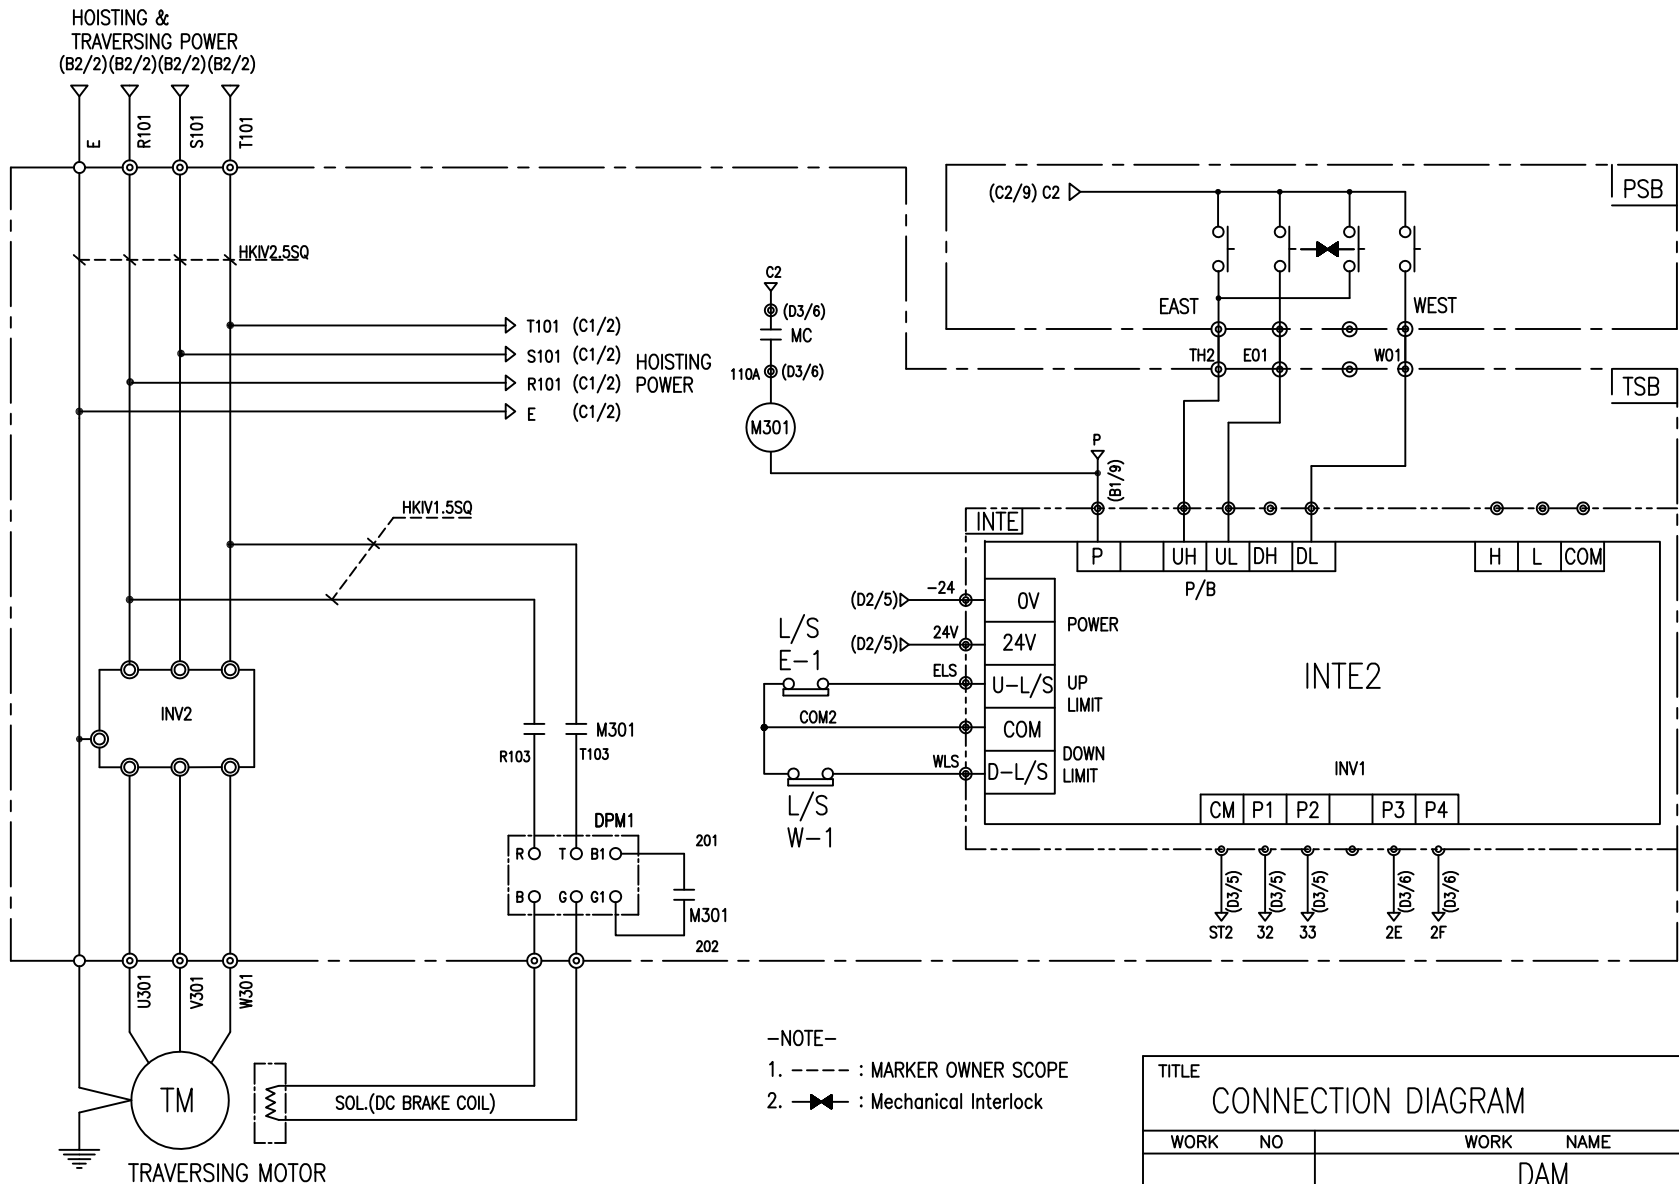 HOISTING &
TRAVERSING POWER
(B2/2)(B2/2)(B2/2)(B2/2)
E
R101
S101
T101
HKIV2.5SQ
T101 (C1/2)
S101 (C1/2)
R101 (C1/2)
E (C1/2)
HOISTING
POWER
HKIV1.5SQ
INV2
R103
T103
M301
DPM1
R T B1
B G G1
201
M301
202
U301
V301
W301
TM
TRAVERSING MOTOR
SOL.(DC BRAKE COIL)
C2
(D3/6)
MC
110A (D3/6)
M301
(C2/9) C2
PSB
EAST
WEST
TH2
E01
W01
TSB
P
(B1/9)
INTE
P UH UL DH DL
P/B
H L COM
(D2/5) -24
0V
POWER
(D2/5) 24V
24V
L/S
E-1
ELS
U-L/S
UP
LIMIT
COM2
COM
WLS
D-L/S
DOWN
LIMIT
L/S
W-1
INTE2
INV1
CM P1 P2 P3 P4
(D3/5)
(D3/5)
(D3/5)
(D3/6)
(D3/6)
ST2 32 33 2E 2F
-NOTE-
1. ---- : MARKER OWNER SCOPE
2. : Mechanical Interlock
TITLE
CONNECTION DIAGRAM
WORK NO
WORK NAME
DAM